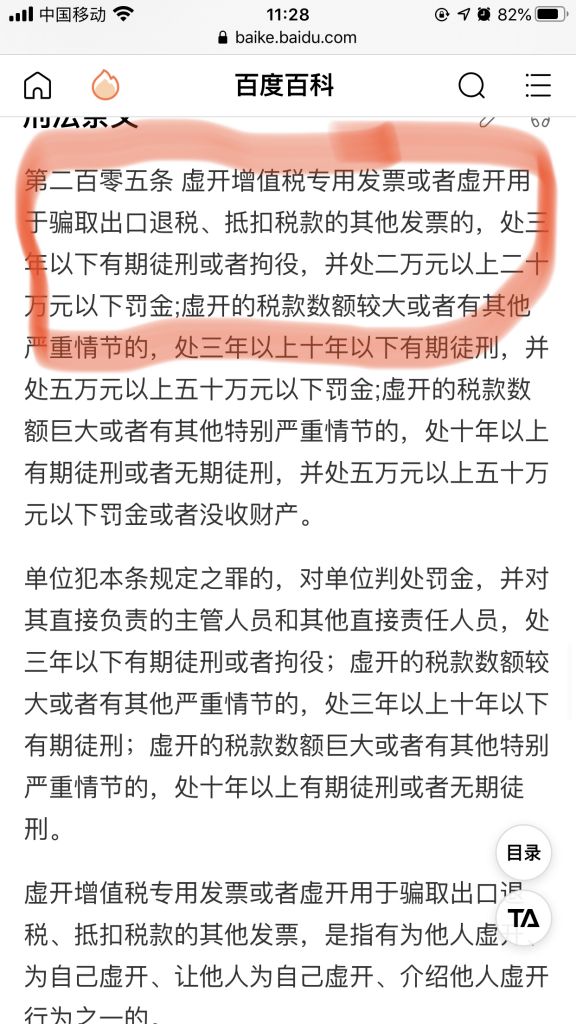 中国移动
11:28
82%
baike.baidu.com
百度百科
刑法条文
第二百零五条 虚开增值税专用发票或者虚开用
于骗取出口退税、抵扣税款的其他发票的，处三
年以下有期徒刑或者拘役，并处二万元以上二十
万元以下罚金;虚开的税款数额较大或者有其他
严重情节的，处三年以上十年以下有期徒刑，并
处五万元以上五十万元以下罚金;虚开的税款数
额巨大或者有其他特别严重情节的，处十年以上
有期徒刑或者无期徒刑，并处五万元以上五十万
元以下罚金或者没收财产。
单位犯本条规定之罪的，对单位判处罚金，并对
其直接负责的主管人员和其他直接责任人员，处
三年以下有期徒刑或者拘役；虚开的税款数额较
大或者有其他严重情节的，处三年以上十年以下
有期徒刑；虚开的税款数额巨大或者有其他特别
严重情节的，处十年以上有期徒刑或者无期徒
刑。
目录
虚开增值税专用发票或者虚开用于骗取出口退
TA
税、抵扣税款的其他发票，是指有为他人虚开、
为自己虚开、让他人为自己虚开、介绍他人虚开
行为之一的。